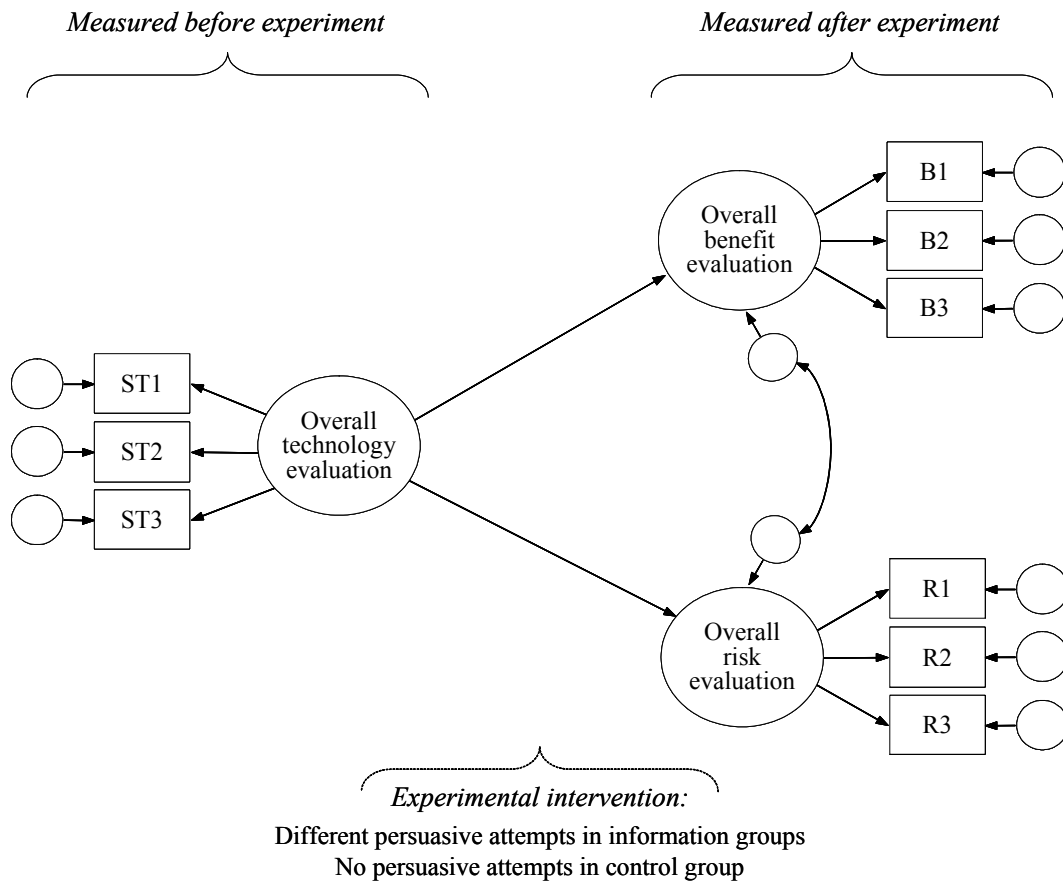 Measured before experiment
Measured after experiment
B1
B2
B3
Overall
benefit
evaluation
ST1
ST2
ST3
Overall
technology
evaluation
R1
R2
R3
Overall
risk
evaluation
Experimental intervention:
Different persuasive attempts in information groups
No persuasive attempts in control group